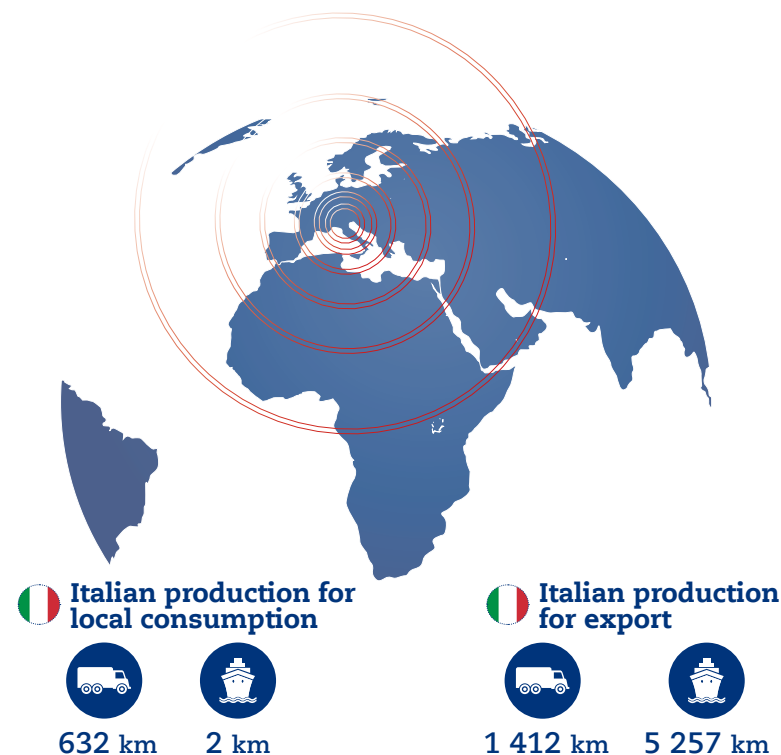 Italian production for
local consumption
632 km
2 km
Italian production
for export
1 412 km
5 257 km